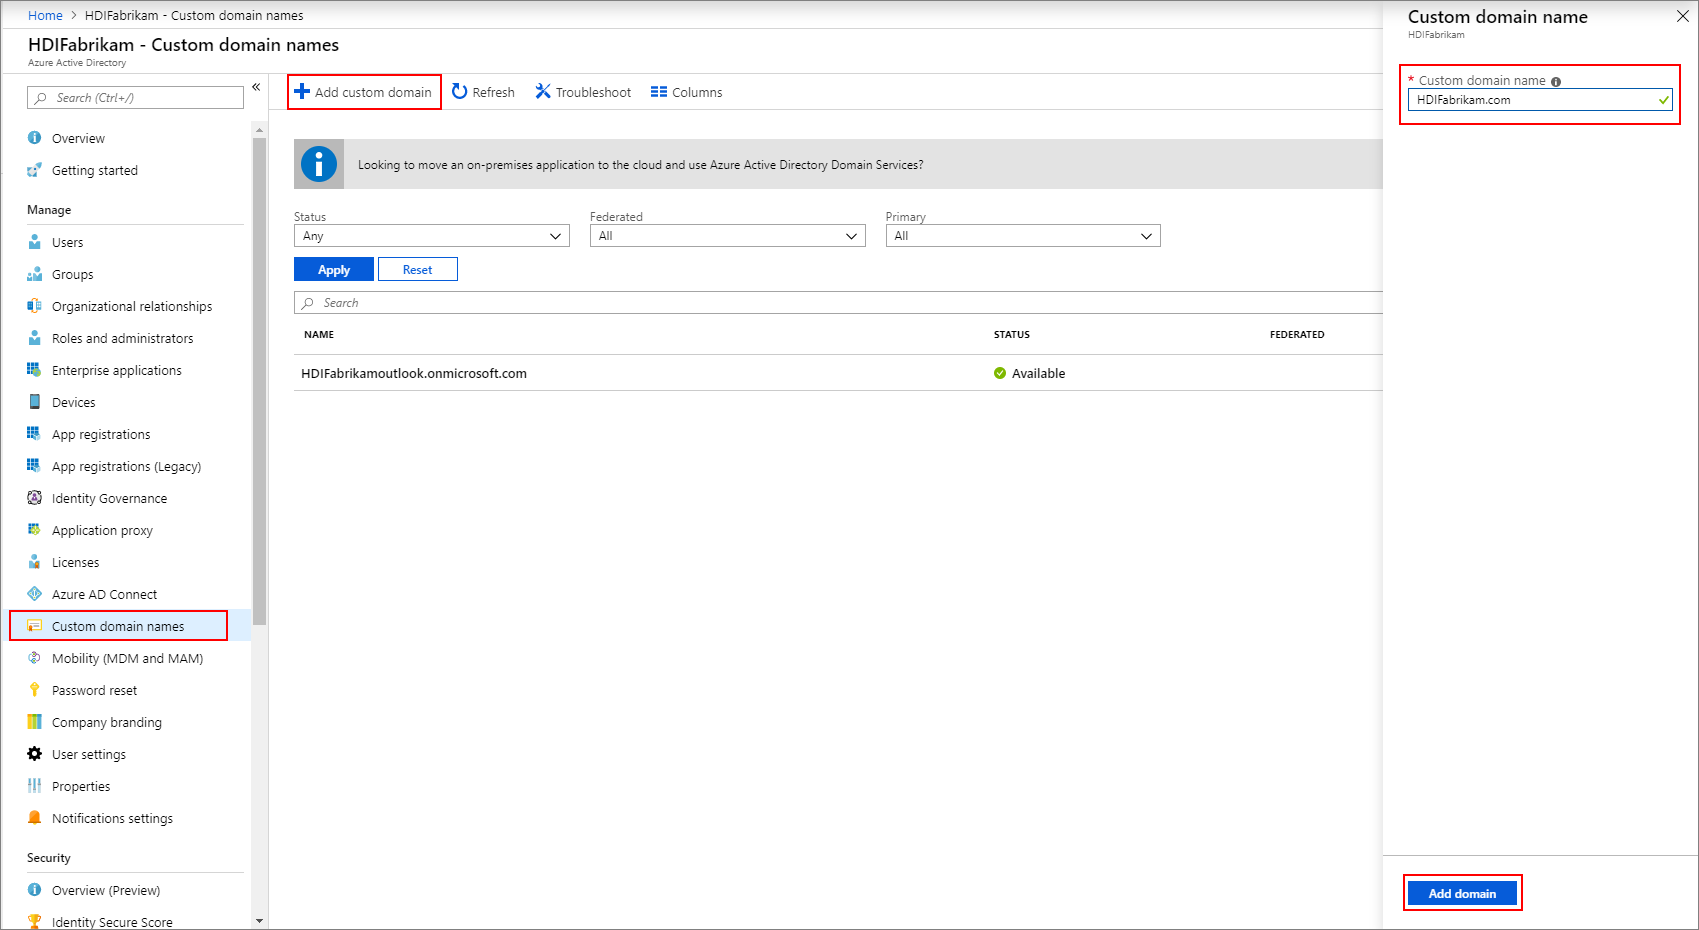 Home > HDIFabrikam - Custom domain names
HDIFabrikam - Custom domain names
Azure Active Directory
Search (Ctrl+/)
«
Overview
Getting started
Manage
Users
Groups
Organizational relationships
Roles and administrators
Enterprise applications
Devices
App registrations
App registrations (Legacy)
Identity Governance
Application proxy
Licenses
Azure AD Connect
Custom domain names
Mobility (MDM and MAM)
Password reset
Company branding
User settings
Properties
Notifications settings
Security
Overview (Preview)
Identity Secure Score
Add custom domain Refresh Troubleshoot Columns
Looking to move an on-premises application to the cloud and use Azure Active Directory Domain Services?
Status Federated Primary
Any All All
Apply Reset
Search
NAME STATUS FEDERATED
HDIFabrikamoutlook.onmicrosoft.com Available
Custom domain name
HDIFabrikam
* Custom domain name
HDIFabrikam.com
Add domain